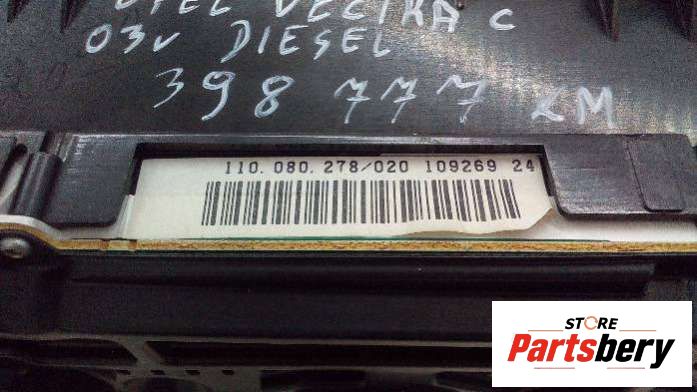 OPEL VECTRA C
03v DIESEL
398 777 KM
110.080.278/020 109269 24
STORE
Partsbery